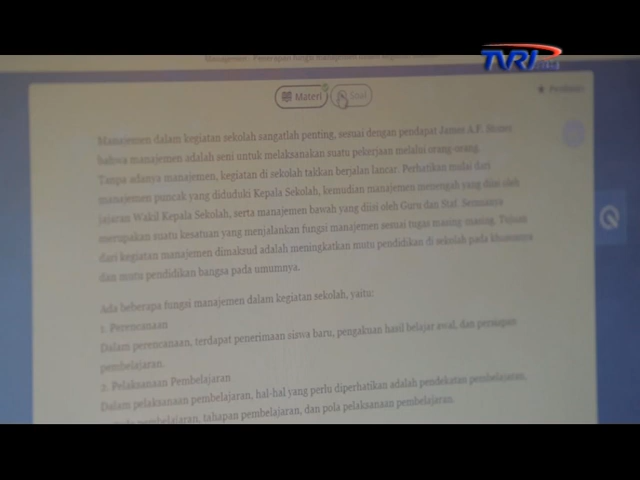 TVRI
Manajemen: Penerapan fungsi manajemen dalam kegiatan
Materi
Soal
Manajemen dalam kegiatan sekolah sangatlah penting, sesuai dengan pendapat James A.F. Stoner
bahwa manajemen adalah seni untuk melaksanakan suatu pekerjaan melalui orang-orang.
Tanpa adanya manajemen, kegiatan di sekolah takkan berjalan lancar. Perhatikan mulai dari
manajemen puncak yang diduduki Kepala Sekolah, kemudian manajemen menengah yang diisi oleh
jajaran Wakil Kepala Sekolah, serta manajemen bawah yang diisi oleh Guru dan Staf. Semuanya
merupakan suatu kesatuan yang menjalankan fungsi manajemen sesuai tugas masing-masing. Tujuan
dari kegiatan manajemen dimaksud adalah meningkatkan mutu pendidikan di sekolah pada khususnya
dan mutu pendidikan bangsa pada umumnya.
Ada beberapa fungsi manajemen dalam kegiatan sekolah, yaitu:
1. Perencanaan
Dalam perencanaan, terdapat penerimaan siswa baru, pengakuan hasil belajar awal, dan persiapan
pembelajaran.
2. Pelaksanaan Pembelajaran
Dalam pelaksanaan pembelajaran, hal-hal yang perlu diperhatikan adalah pendekatan pembelajaran,
pembelajaran, tahapan pembelajaran, dan pola pelaksanaan pembelajaran.